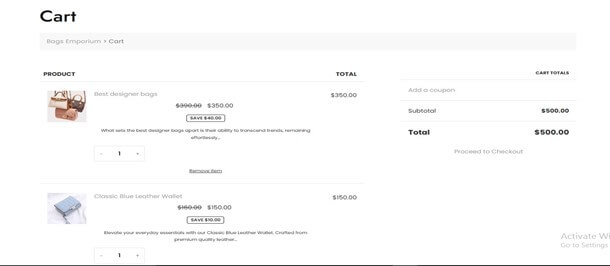 Cart
Bags Emporium • Cart
PRODUCT
TOTAL
Best designer bags
$350.00
$390.00 $350.00
SAVE $40.00
What sets the best designer bags apart is their ability to transcend trends, remaining
effortlessly...
- 1 +
Remove item
Classic Blue Leather Wallet
$150.00
$160.00 $150.00
SAVE $10.00
Elevate your everyday essentials with our Classic Blue Leather Wallet. Crafted from
premium quality leather...
- 1 +
CART TOTALS
Add a coupon
Subtotal $500.00
Total $500.00
Proceed to Checkout
Activate Wi
Go to Settings